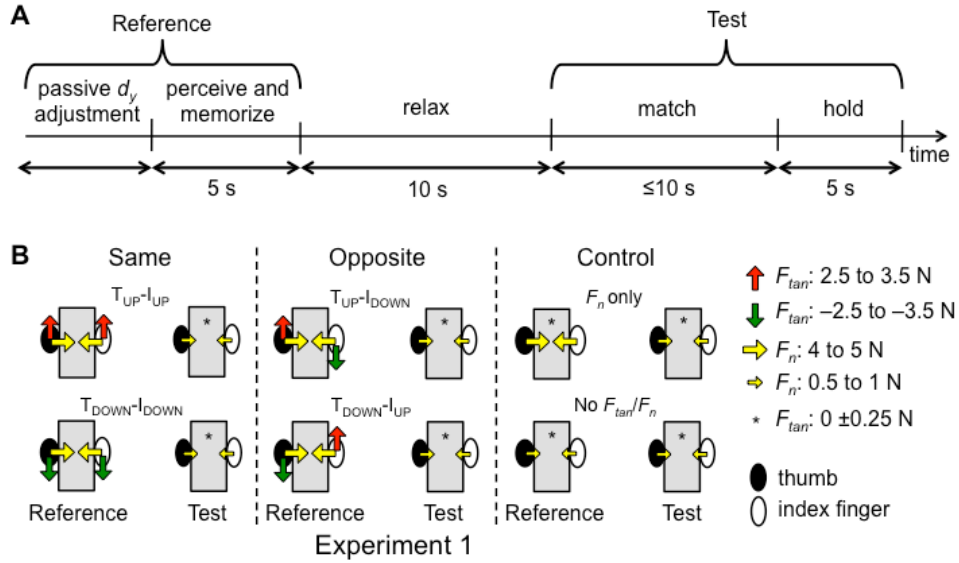 A
Reference
Test
passive dy adjustment
perceive and memorize
relax
match
hold
time
5 s
10 s
≤10 s
5 s
B
Same
Opposite
Control
TUP-IUP
TUP-IDOWN
Fn only
TDOWN-IDOWN
TDOWN-IUP
No Ftan/Fn
*
*
*
*
*
*
*
*
Reference
Test
Reference
Test
Reference
Test
Experiment 1
Ftan: 2.5 to 3.5 N
Ftan: –2.5 to –3.5 N
Fn: 4 to 5 N
Fn: 0.5 to 1 N
* Ftan: 0 ±0.25 N
thumb
index finger